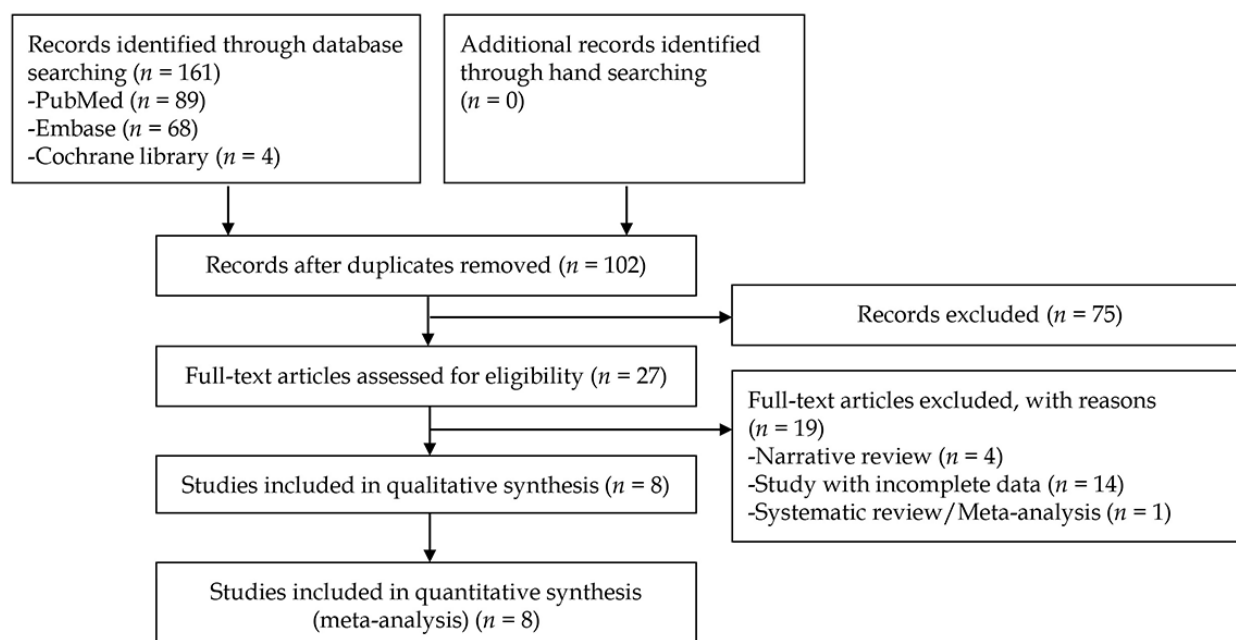 Records identified through database
searching (n = 161)
-PubMed (n = 89)
-Embase (n = 68)
-Cochrane library (n = 4)
Additional records identified
through hand searching
(n = 0)
Records after duplicates removed (n = 102)
Records excluded (n = 75)
Full-text articles assessed for eligibility (n = 27)
Full-text articles excluded, with reasons
(n = 19)
-Narrative review (n = 4)
-Study with incomplete data (n = 14)
-Systematic review/Meta-analysis (n = 1)
Studies included in qualitative synthesis (n = 8)
Studies included in quantitative synthesis
(meta-analysis) (n = 8)